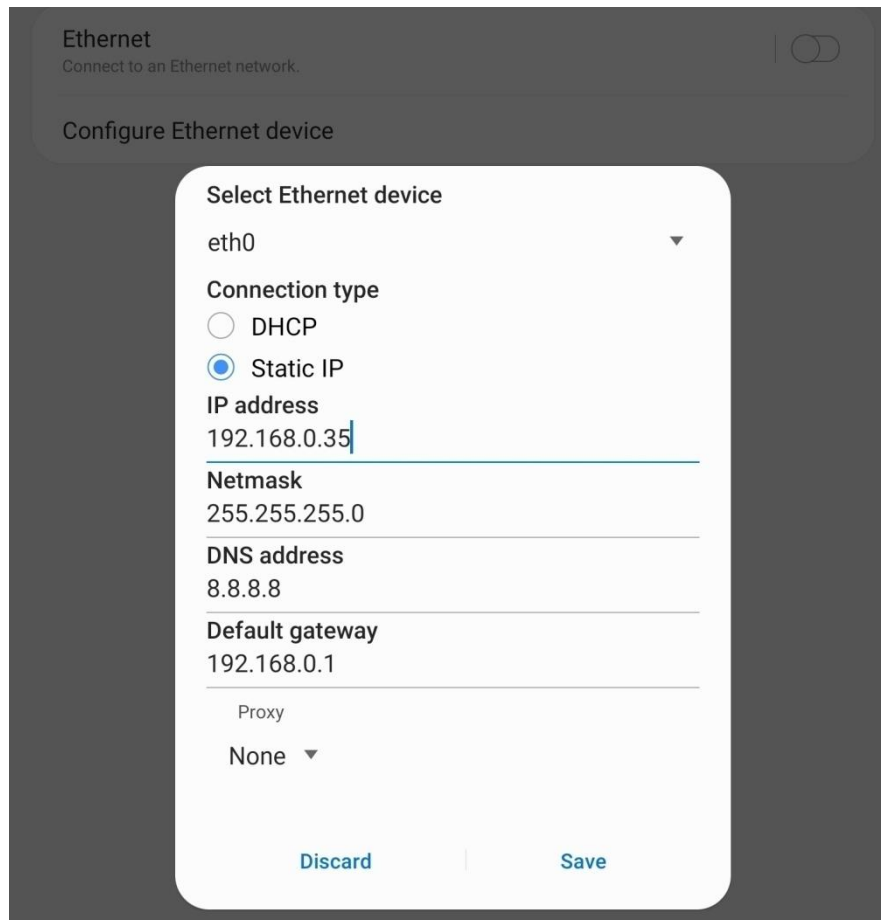 Ethernet
Connect to an Ethernet network.
Configure Ethernet device
Select Ethernet device
eth0
Connection type
DHCP
Static IP
IP address
192.168.0.35
Netmask
255.255.255.0
DNS address
8.8.8.8
Default gateway
192.168.0.1
Proxy
None
Discard Save